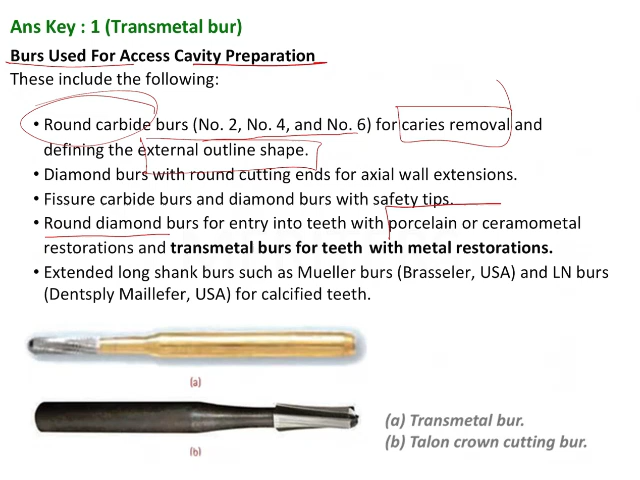 Ans Key : 1 (Transmetal bur)
Burs Used For Access Cavity Preparation
These include the following:
• Round carbide burs (No. 2, No. 4, and No. 6) for caries removal and
defining the external outline shape.
• Diamond burs with round cutting ends for axial wall extensions.
• Fissure carbide burs and diamond burs with safety tips.
• Round diamond burs for entry into teeth with porcelain or ceramometal
restorations and transmetal burs for teeth with metal restorations.
• Extended long shank burs such as Mueller burs (Brasseler, USA) and LN burs
(Dentsply Maillefer, USA) for calcified teeth.
(a)
(a) Transmetal bur.
(b) Talon crown cutting bur.
(b)